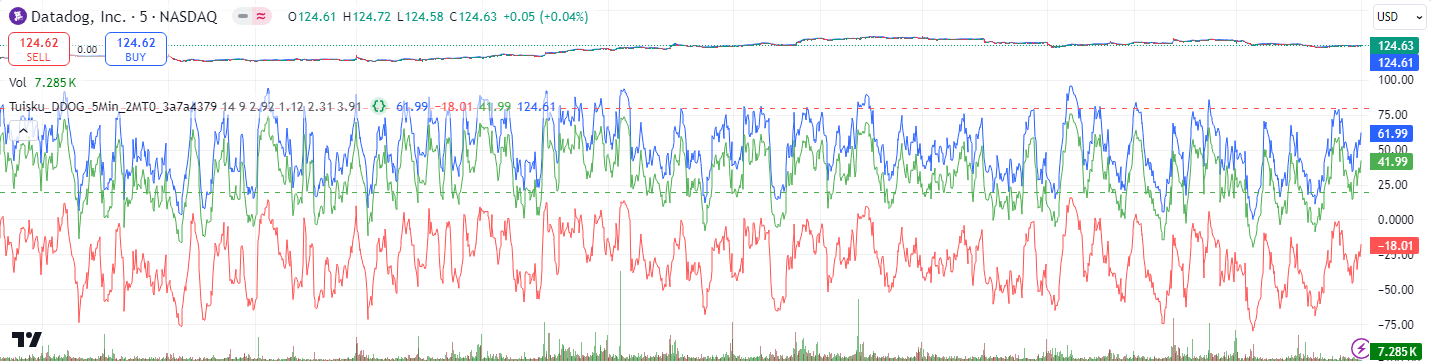 Datadog, Inc. · 5 · NASDAQ O124.61 H124.72 L124.58 C124.63 +0.05 (+0.04%)
USD
124.62 SELL
0.00
124.62 BUY
124.63
124.61
Vol 7.285K
100.00
Tuisku_DDOG_5Min_2MT0_3a7a4379 14 9 2.92 1.12 2.31 3.91 61.99 −18.01 41.99 124.61
75.00
61.99
50.00
41.99
25.00
0.0000
−18.01
−25.00
−50.00
−75.00
7.285K